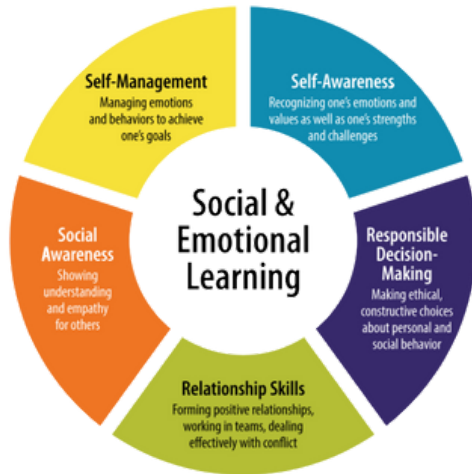 Self-Management
Managing emotions
and behaviors to achieve
one's goals
Self-Awareness
Recognizing one's emotions and
values as well as one's strengths
and challenges
Social
Awareness
Showing
understanding
and empathy
for others
Social &
Emotional
Learning
Responsible
Decision-
Making
Making ethical,
constructive choices
about personal and
social behavior
Relationship Skills
Forming positive relationships,
working in teams, dealing
effectively with conflict